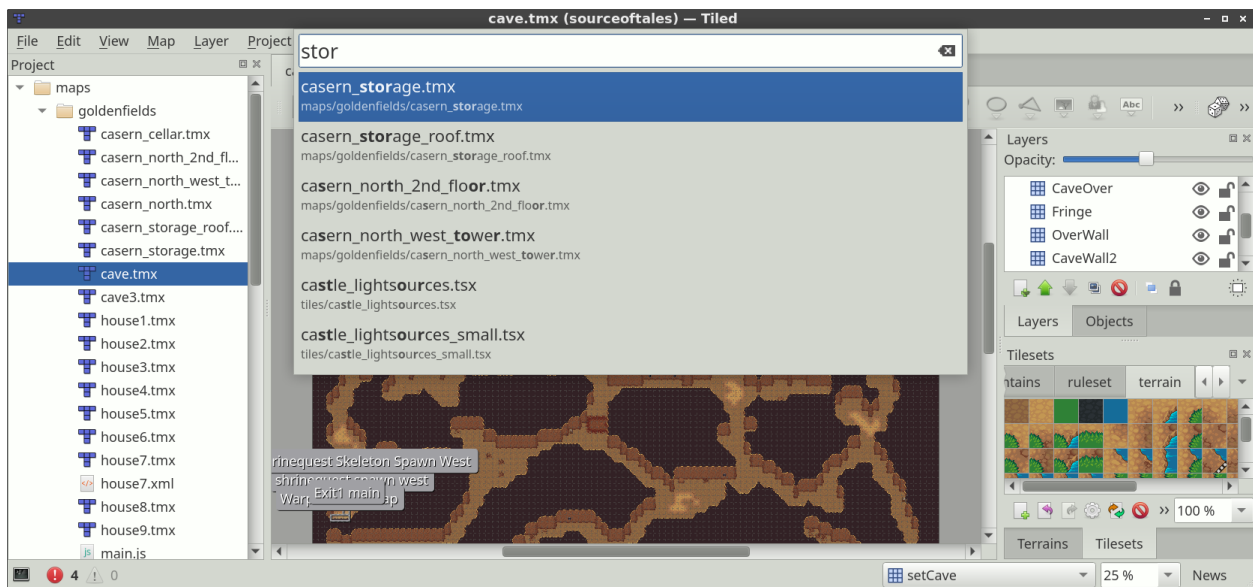 cave.tmx (sourceoftales) — Tiled
File Edit View Map Layer Project
Project
maps
goldenfields
casern_cellar.tmx
casern_north_2nd_fl...
casern_north_west_t...
casern_north.tmx
casern_storage_roof....
casern_storage.tmx
cave.tmx
cave3.tmx
house1.tmx
house2.tmx
house3.tmx
house4.tmx
house5.tmx
house6.tmx
house7.tmx
house7.xml
house8.tmx
house9.tmx
main.js
stor
casern_storage.tmx
maps/goldenfields/casern_storage.tmx
casern_storage_roof.tmx
maps/goldenfields/casern_storage_roof.tmx
casern_north_2nd_floor.tmx
maps/goldenfields/casern_north_2nd_floor.tmx
casern_north_west_tower.tmx
maps/goldenfields/casern_north_west_tower.tmx
castle_lightsources.tsx
tiles/castle_lightsources.tsx
castle_lightsources_small.tsx
tiles/castle_lightsources_small.tsx
rinequest Skeleton Spawn West
shrinequest spawn west
Exit1 main
Abc
Layers
Opacity:
CaveOver
Fringe
OverWall
CaveWall2
Layers Objects
Tilesets
ntains ruleset terrain
100 %
Terrains Tilesets
4 0
setCave 25 % News